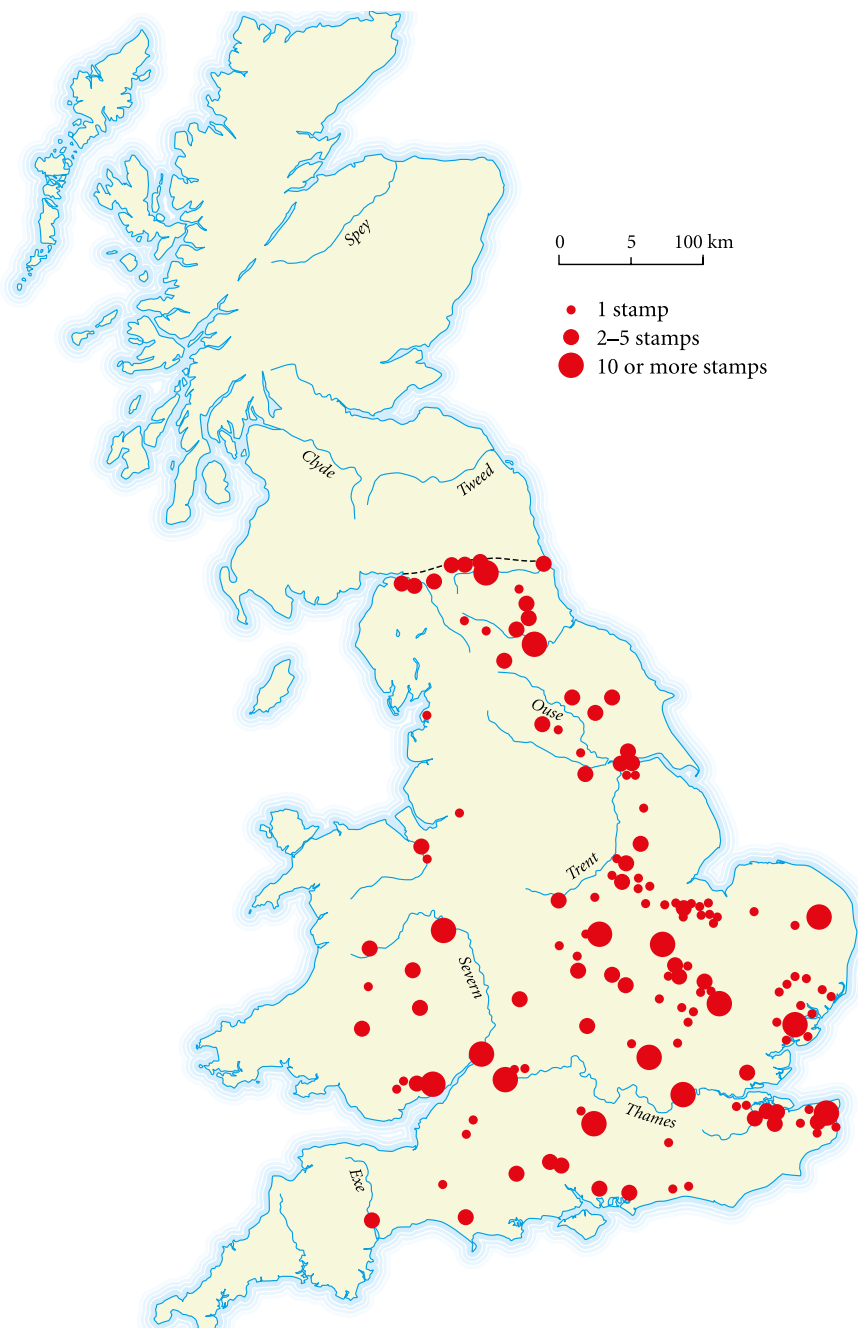 Spey
0 5 100 km
1 stamp
2–5 stamps
10 or more stamps
Clyde
Tweed
Ouse
Trent
Severn
Thames
Exe